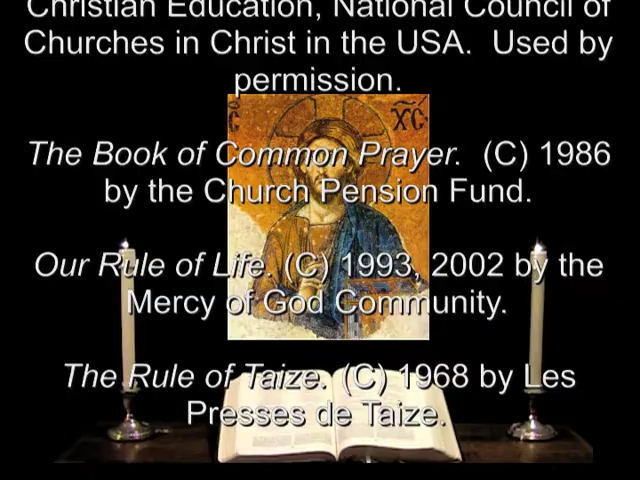 Christian Education, National Council of
Churches in Christ in the USA.  Used by
permission.
The Book of Common Prayer.  (C) 1986
by the Church Pension Fund.
Our Rule of Life. (C) 1993, 2002 by the
Mercy of God Community.
The Rule of Taize. (C) 1968 by Les
Presses de Taize.